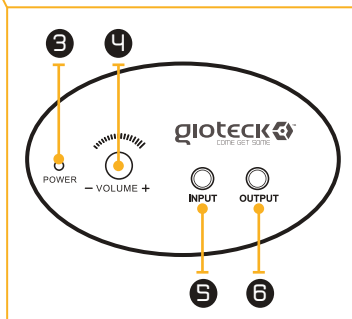 3 4
gioteck
COME GET SOME
POWER
– VOLUME +
INPUT OUTPUT
5 6